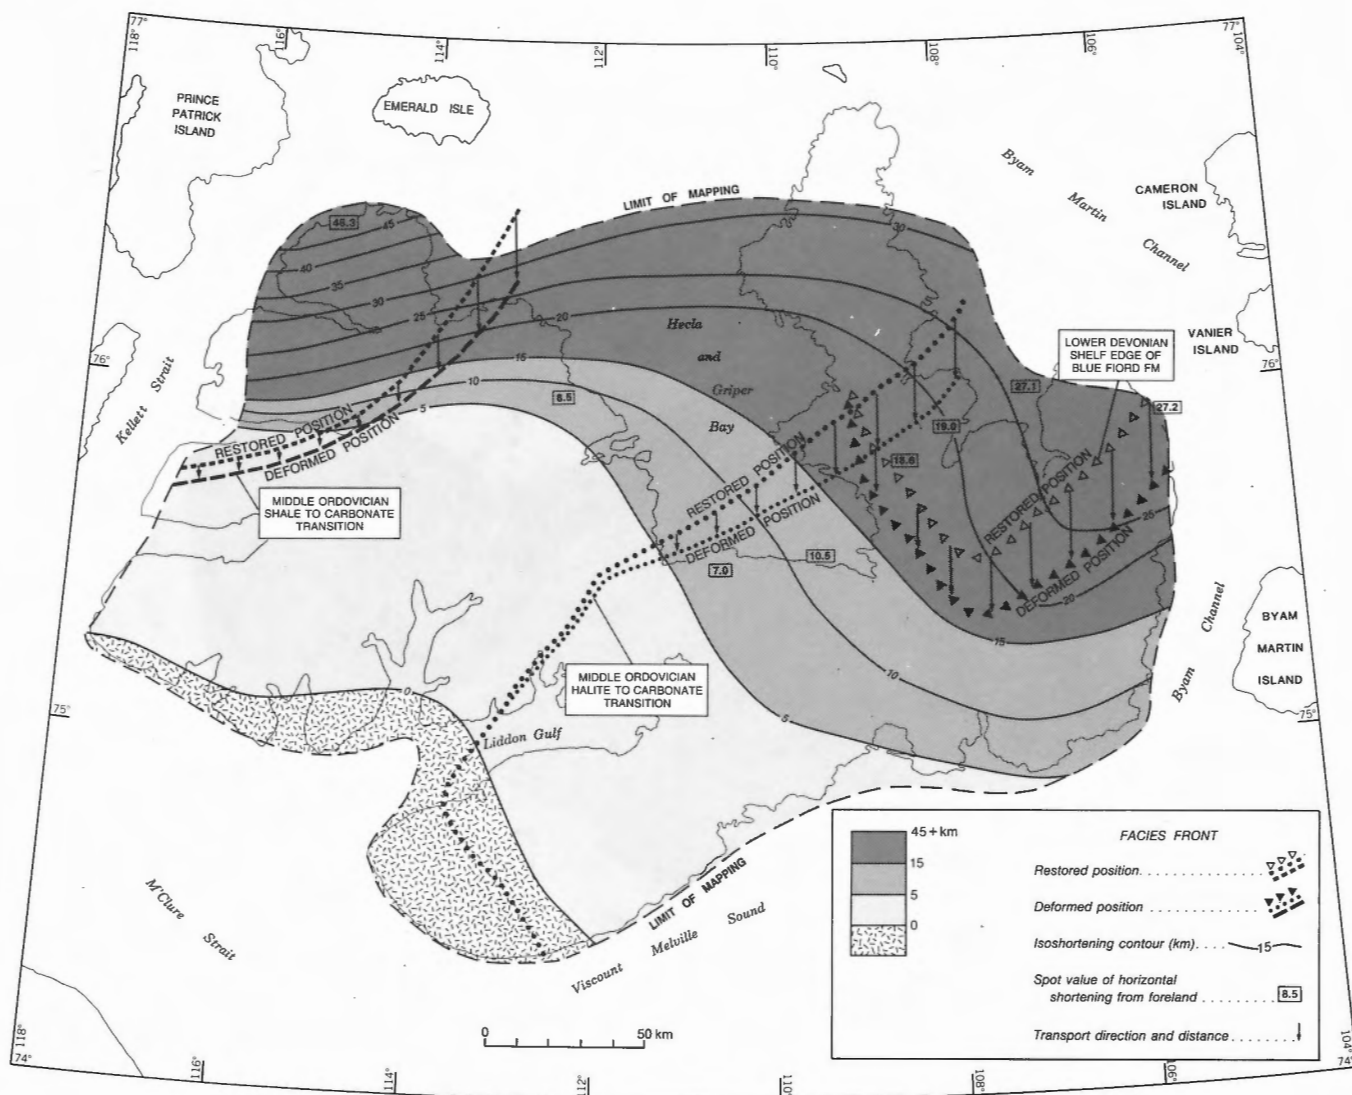 77°
118°
116°
114°
112°
110°
108°
106°
77°
104°
PRINCE
PATRICK
ISLAND
EMERALD ISLE
Byam
Martin
Channel
CAMERON
ISLAND
LIMIT OF MAPPING
46.3
45
40
35
30
25
20
15
10
5
30
Hecla
and
Griper
Bay
VANIER
ISLAND
LOWER DEVONIAN
SHELF EDGE OF
BLUE FIORD FM
76°
76°
Kellett Strait
8.5
27.1
27.2
19.0
18.6
RESTORED POSITION
DEFORMED POSITION
RESTORED POSITION
DEFORMED POSITION
RESTORED POSITION
DEFORMED POSITION
25
20
15
10
5
MIDDLE ORDOVICIAN
SHALE TO CARBONATE
TRANSITION
10.5
7.0
Byam Channel
BYAM
MARTIN
ISLAND
MIDDLE ORDOVICIAN
HALITE TO CARBONATE
TRANSITION
0
75°
75°
Liddon Gulf
M'Clure
Strait
LIMIT OF MAPPING
Viscount Melville Sound
45 + km
15
5
0
FACIES FRONT
Restored position
Deformed position
Isoshortening contour (km)
15
Spot value of horizontal
shortening from foreland
8.5
Transport direction and distance
0 50 km
118°
74°
116°
114°
112°
110°
108°
106°
104°
74°